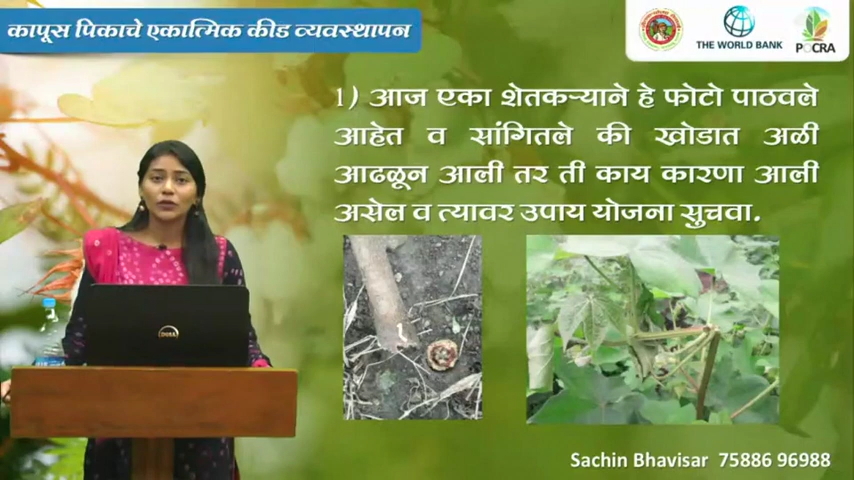 कापूस पिकाचे एकात्मिक कीड व्यवस्थापन
THE WORLD BANK
POCRA
1) आज एका शेतकऱ्याने हे फोटो पाठवले
आहेत व सांगितले की खोडात अळी
आढळून आली तर ती काय कारणा आली
असेल व त्यावर उपाय योजना सुचवा.
Sachin Bhavisar 75886 96988